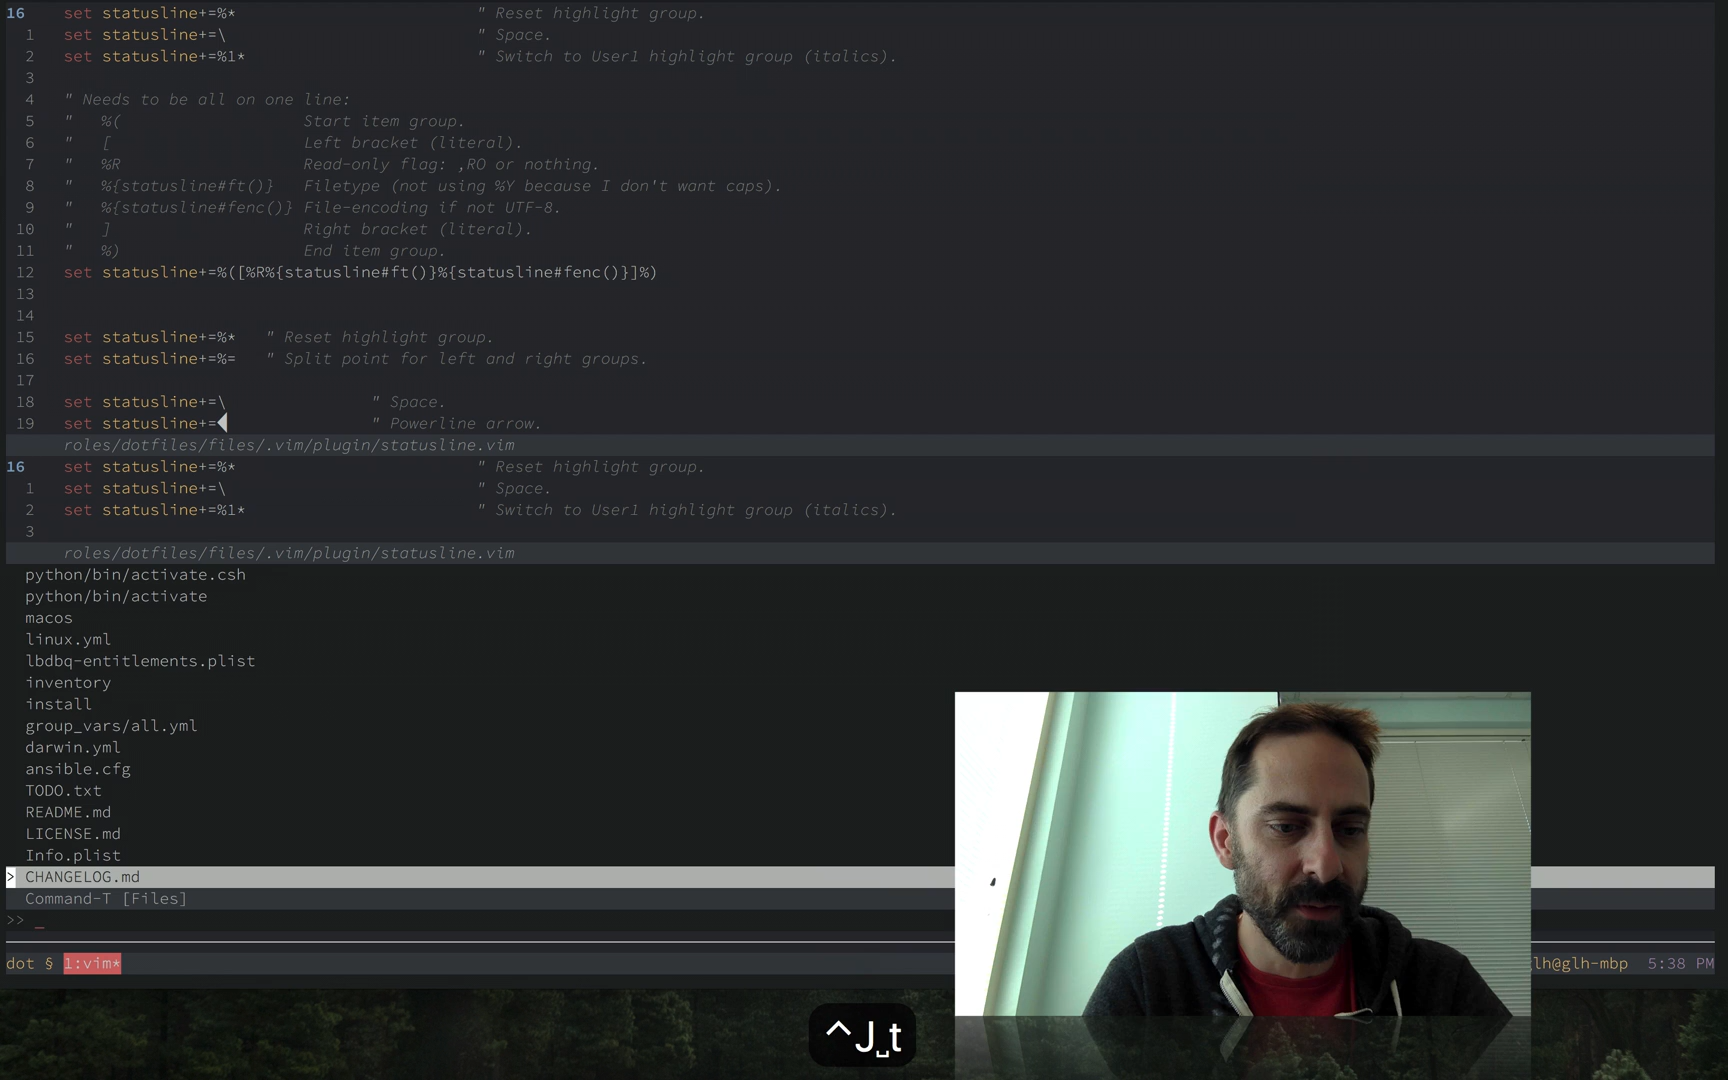 16 set statusline+=%* " Reset highlight group.
1 set statusline+=\ " Space.
2 set statusline+=%1* " Switch to User1 highlight group (italics).
3
4 " Needs to be all on one line:
5 " %( Start item group.
6 " [ Left bracket (literal).
7 " %R Read-only flag: ,RO or nothing.
8 " %{statusline#ft()} Filetype (not using %Y because I don't want caps).
9 " %{statusline#fenc()} File-encoding if not UTF-8.
10 " ] Right bracket (literal).
11 " %) End item group.
12 set statusline+=%([%R%{statusline#ft()}%{statusline#fenc()}]%)
13
14
15 set statusline+=%* " Reset highlight group.
16 set statusline+=%= " Split point for left and right groups.
17
18 set statusline+=\ " Space.
19 set statusline+= " Powerline arrow.
roles/dotfiles/files/.vim/plugin/statusline.vim
16 set statusline+=%* " Reset highlight group.
1 set statusline+=\ " Space.
2 set statusline+=%1* " Switch to User1 highlight group (italics).
3
roles/dotfiles/files/.vim/plugin/statusline.vim
python/bin/activate.csh
python/bin/activate
macos
linux.yml
lbdbq-entitlements.plist
inventory
install
group_vars/all.yml
darwin.yml
ansible.cfg
TODO.txt
README.md
LICENSE.md
Info.plist
> CHANGELOG.md
Command-T [Files]
>> _
dot § 1:vim* lh@glh-mbp 5:38 PM
^J␣t